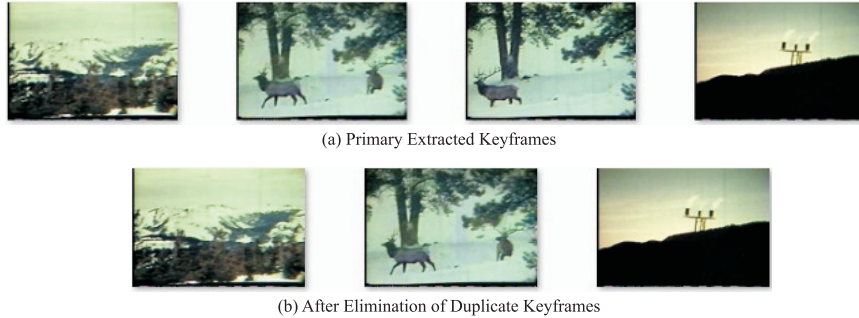 (a) Primary Extracted Keyframes
(b) After Elimination of Duplicate Keyframes